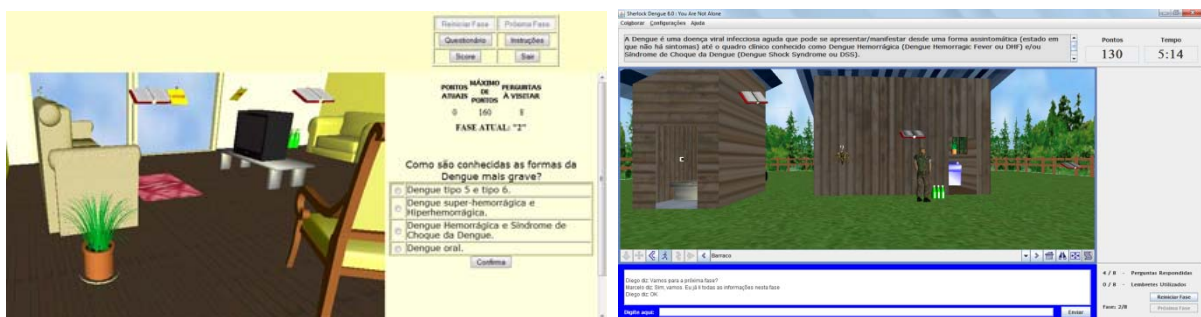 Reiniciar Fase
Próxima Fase
Questionário
Instruções
Score
Sair
PONTOS ATUAIS
MÁXIMO DE PONTOS
PERGUNTAS À VISITAR
0 160 8
FASE ATUAL: "2"
Como são conhecidas as formas da
Dengue mais grave?
Dengue tipo 5 e tipo 6.
Dengue super-hemorrágica e
Hiperhemorrágica.
Dengue Hemorrágica e Síndrome de
Choque da Dengue.
Dengue oral.
Confirma
Sherlock Dengue 8.0 : You Are Not Alone
Colaborar Configurações Ajuda
A Dengue é uma doença viral infecciosa aguda que pode se apresentar/manifestar desde uma forma assintomática (estado em
que não há sintomas) até o quadro clínico conhecido como Dengue Hemorrágica (Dengue Hemorragic Fever ou DHF) e/ou
Síndrome de Choque da Dengue (Dengue Shock Syndrome ou DSS).
Pontos
130
Tempo
5:14
Barraco
Diego diz: Vamos para a próxima fase?
Marcelo diz: Sim, vamos. Eu já li todas as informações nesta fase
Diego diz: OK
Digite aqui:
Enviar
4 / 8 - Perguntas Respondidas
0 / 8 - Lembretes Utilizados
Fase: 2/8
Reiniciar Fase
Próxima Fase